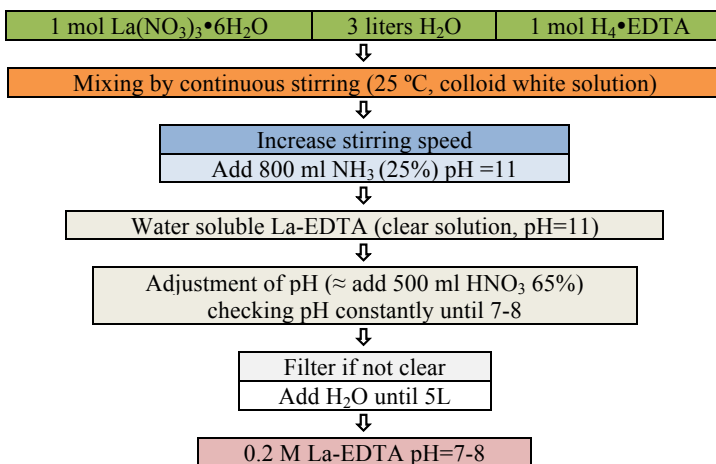 1 mol La(NO₃)₃•6H₂O 3 liters H₂O 1 mol H₄•EDTA
Mixing by continuous stirring (25 ºC, colloid white solution)
Increase stirring speed
Add 800 ml NH₃ (25%) pH =11
Water soluble La-EDTA (clear solution, pH=11)
Adjustment of pH (≈ add 500 ml HNO₃ 65%)
checking pH constantly until 7-8
Filter if not clear
Add H₂O until 5L
0.2 M La-EDTA pH=7-8